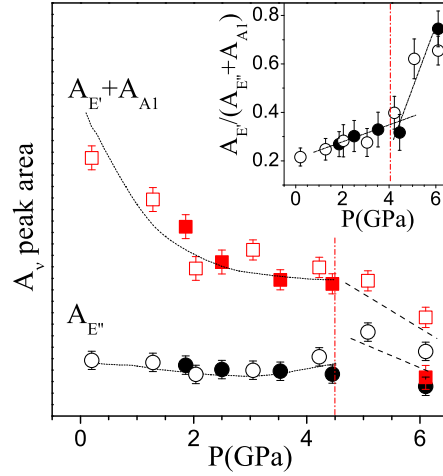 0.8
0.6
0.4
0.2
A_E'/(A_E''+A_A1)
0 2 4 6
P(GPa)
A_E'+A_A1
A_E''
A_ν peak area
0 2 4 6
P(GPa)